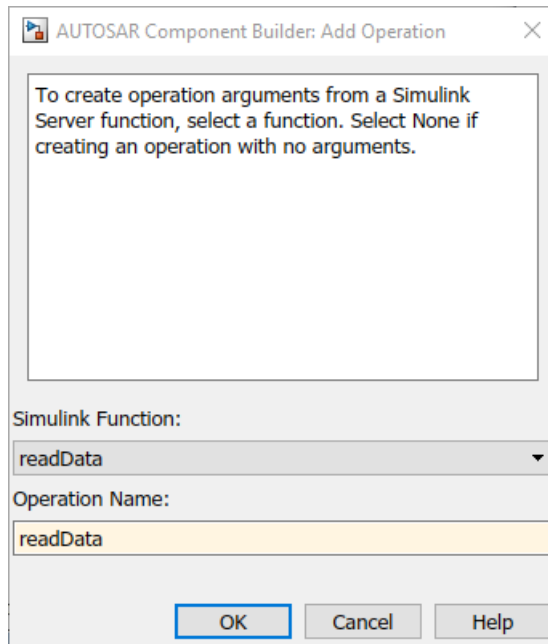 AUTOSAR Component Builder: Add Operation
To create operation arguments from a Simulink
Server function, select a function. Select None if
creating an operation with no arguments.
Simulink Function:
readData
Operation Name:
readData
OK Cancel Help